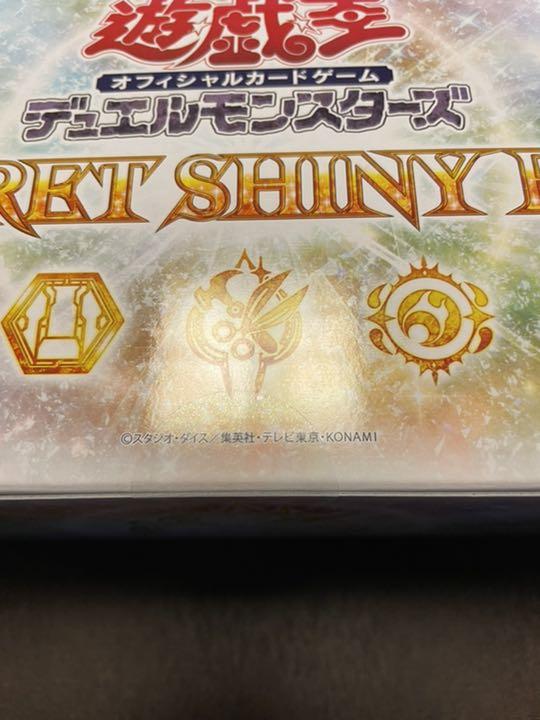 遊戯王
オフィシャルカードゲーム
デュエルモンスターズ
RET SHINY
©スタジオ・ダイス／集英社・テレビ東京・KONAMI